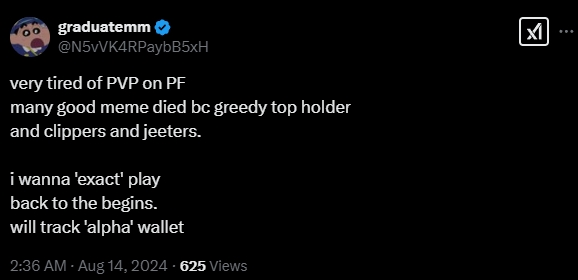 graduatemm
@N5vVK4RPaybB5xH
very tired of PVP on PF
many good meme died bc greedy top holder
and clippers and jeeters.
i wanna 'exact' play
back to the begins.
will track 'alpha' wallet
2:36 AM · Aug 14, 2024 · 625 Views